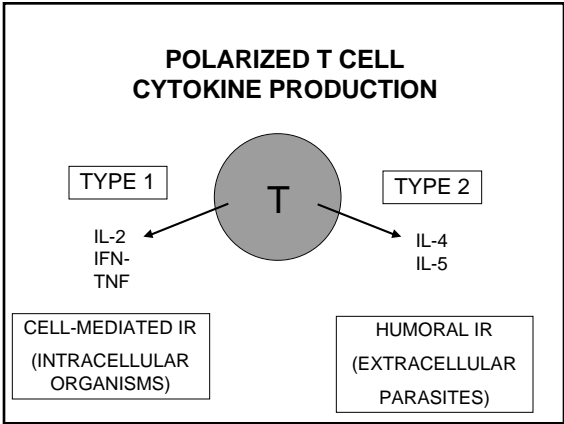 POLARIZED T CELL
CYTOKINE PRODUCTION
TYPE 1
T
TYPE 2
IL-2
IFN-
TNF
IL-4
IL-5
CELL-MEDIATED IR
(INTRACELLULAR
ORGANISMS)
HUMORAL IR
(EXTRACELLULAR
PARASITES)